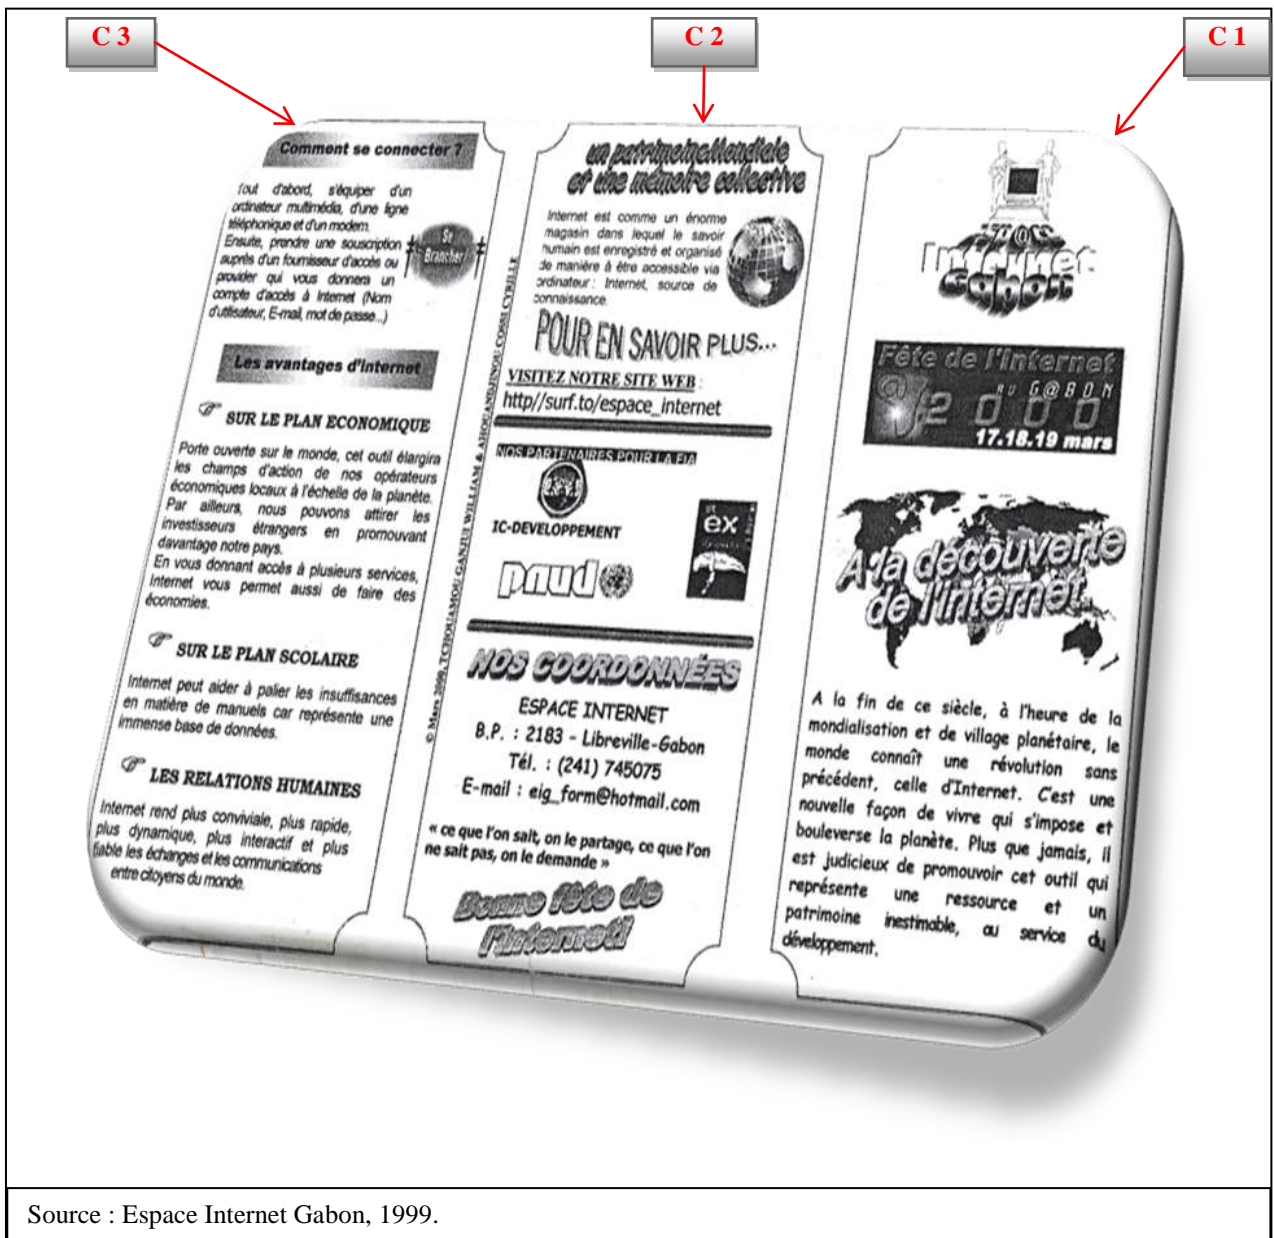 C 3
C 2
C 1
Comment se connecter ?
Tout d'abord, s'équiper d'un
ordinateur multimédia, d'une ligne
téléphonique et d'un modem.
Ensuite, prendre une souscription
auprès d'un fournisseur d'accès ou
provider qui vous donnera un
compte d'accès à Internet (Nom
d'utilisateur, E-mail, mot de passe...)
Se
Brancher
Les avantages d'internet
SUR LE PLAN ECONOMIQUE
Porte ouverte sur le monde, cet outil élargira
les champs d'action de nos opérateurs
économiques locaux à l'échelle de la planète.
Par ailleurs, nous pouvons attirer les
investisseurs étrangers en promouvant
davantage notre pays.
En vous donnant accès à plusieurs services,
Internet vous permet aussi de faire des
économies.
SUR LE PLAN SCOLAIRE
Internet peut aider à palier les insuffisances
en matière de manuels car représente une
immense base de données.
LES RELATIONS HUMAINES
Internet rend plus conviviale, plus rapide,
plus dynamique, plus interactif et plus
fiable les échanges et les communications
entre citoyens du monde.
© Mars 2000, TCHOUAMOU GANJUI WILLIAM & AHOUANDJINOU COSSI CYRILLE
un patrimoine Mondiale
et une mémoire collective
Internet est comme un énorme
magasin dans lequel le savoir
humain est enregistré et organisé
de manière à être accessible via
ordinateur : Internet, source de
connaissance.
POUR EN SAVOIR PLUS...
VISITEZ NOTRE SITE WEB :
http//surf.to/espace_internet
NOS PARTENAIRES POUR LA FIA
IC-DEVELOPPEMENT
st
ex
pnud
NOS COORDONNÉES
ESPACE INTERNET
B.P. : 2183 - Libreville-Gabon
Tél. : (241) 745075
E-mail : eig_form@hotmail.com
« ce que l'on sait, on le partage, ce que l'on
ne sait pas, on le demande »
Bonne fête de
l'internet!
Esp@ce
Internet
Gabon
Fête de l'Internet
au G@BON
2000
17.18.19 mars
A la découverte
de l'internet
A la fin de ce siècle, à l'heure de la
mondialisation et de village planétaire, le
monde connaît une révolution sans
précédent, celle d'Internet. C'est une
nouvelle façon de vivre qui s'impose et
bouleverse la planète. Plus que jamais, il
est judicieux de promouvoir cet outil qui
représente une ressource et un
patrimoine inestimable, au service du
développement.
Source : Espace Internet Gabon, 1999.